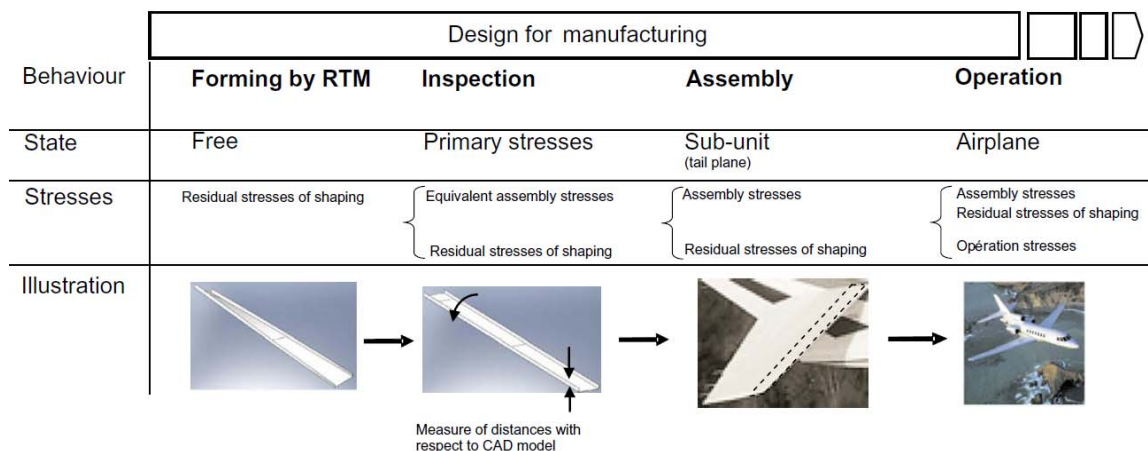 Design for manufacturing
Behaviour Forming by RTM Inspection Assembly Operation
State Free Primary stresses Sub-unit Airplane
(tail plane)
Stresses Residual stresses of shaping Equivalent assembly stresses Assembly stresses Assembly stresses
Residual stresses of shaping
Residual stresses of shaping Residual stresses of shaping Opération stresses
Illustration
Measure of distances with
respect to CAD model